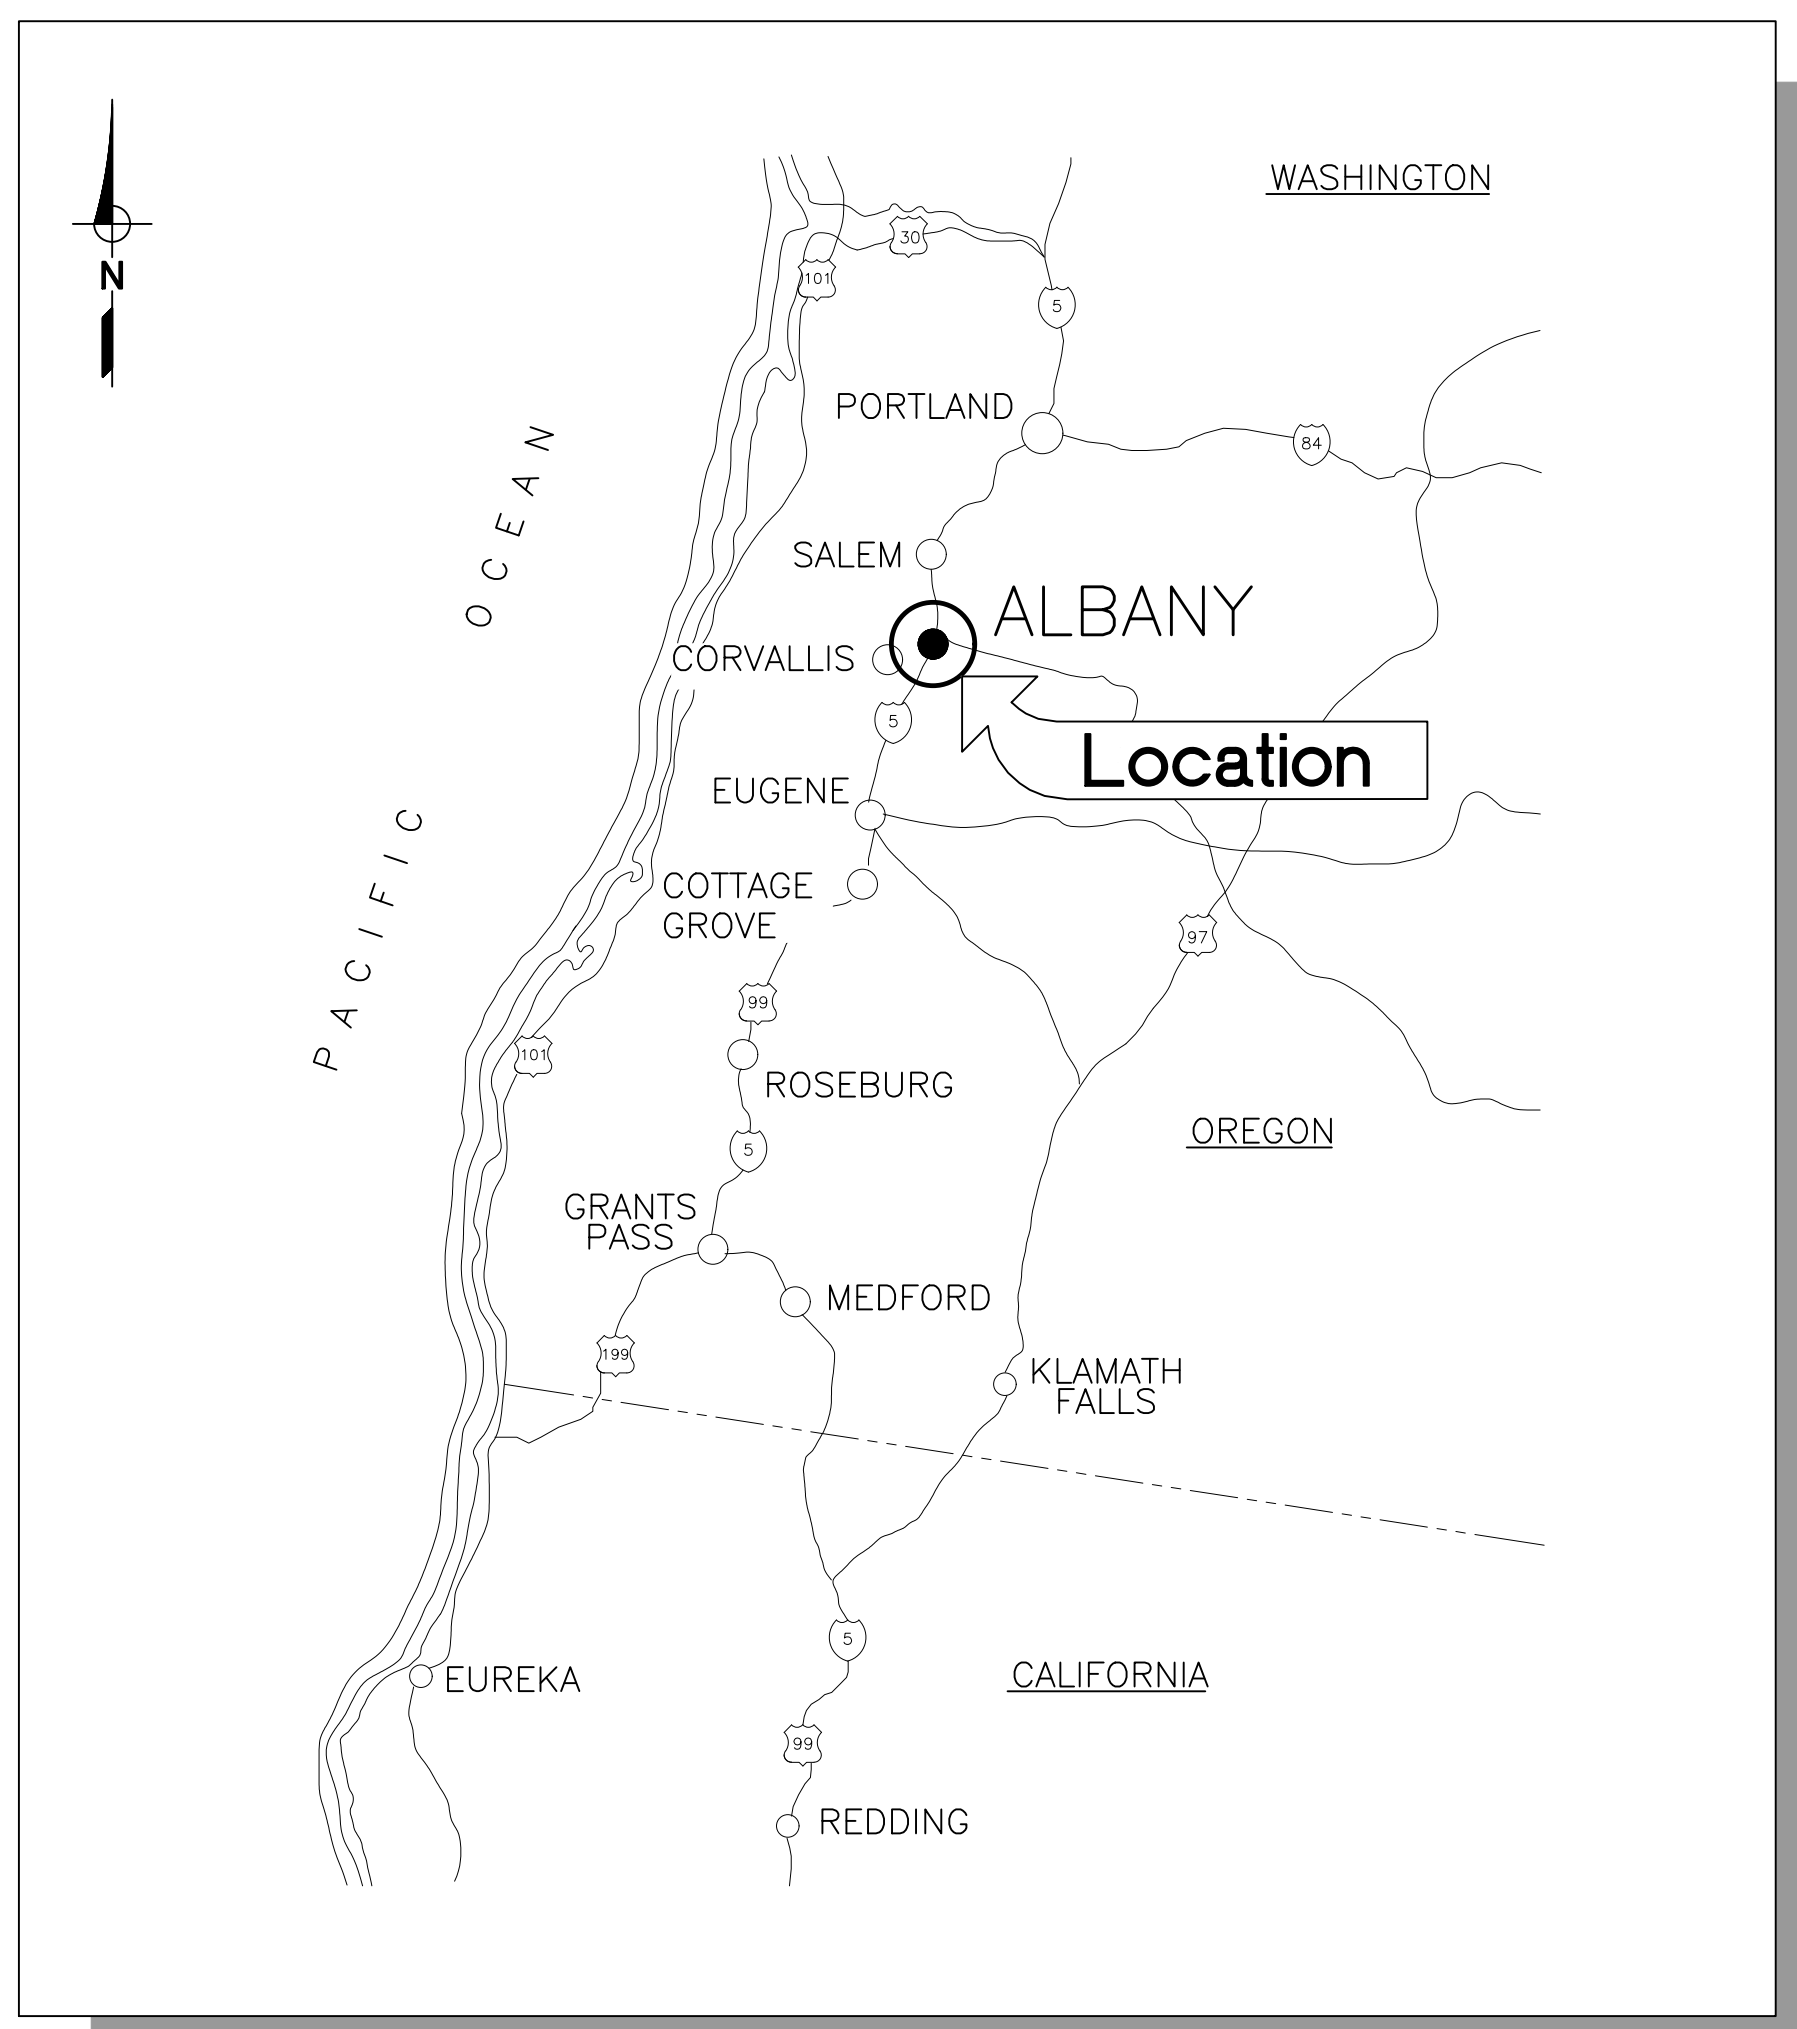 WASHINGTON
30
101
N
5
PORTLAND
84
PACIFIC OCEAN
SALEM
ALBANY
CORVALLIS
5
Location
EUGENE
COTTAGE
GROVE
97
99
101
ROSEBURG
OREGON
5
GRANTS
PASS
MEDFORD
199
KLAMATH
FALLS
5
EUREKA
CALIFORNIA
99
REDDING